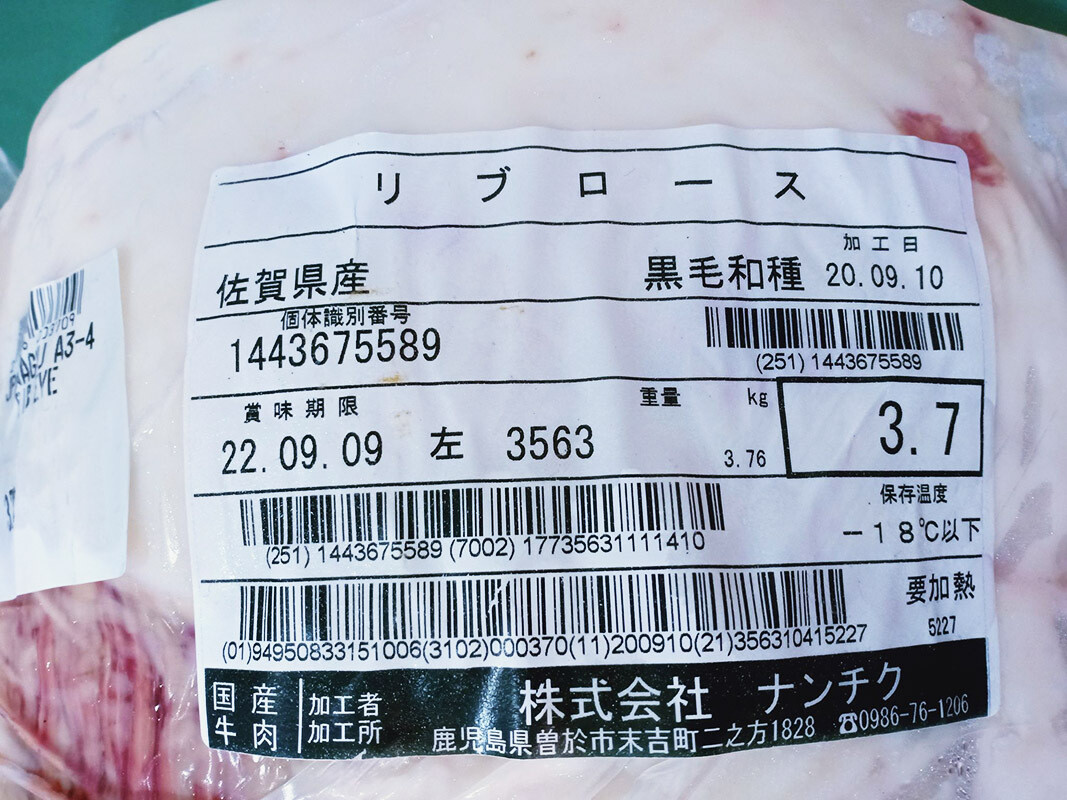 リブロース
加工日
佐賀県産 黒毛和種 20.09.10
個体識別番号
1443675589
(251) 1443675589
賞味期限 重量 kg
22.09.09 左 3563 3.76 3.7
保存温度
-18℃以下
(251) 1443675589 (7002) 17735631111410
要加熱
5227
(01)94950833151006(3102)000370(11)200910(21)356310415227
国産 加工者 株式会社 ナンチク
牛肉 加工所 鹿児島県曽於市末吉町二之方1828 ☎0986-76-1206
A3-4